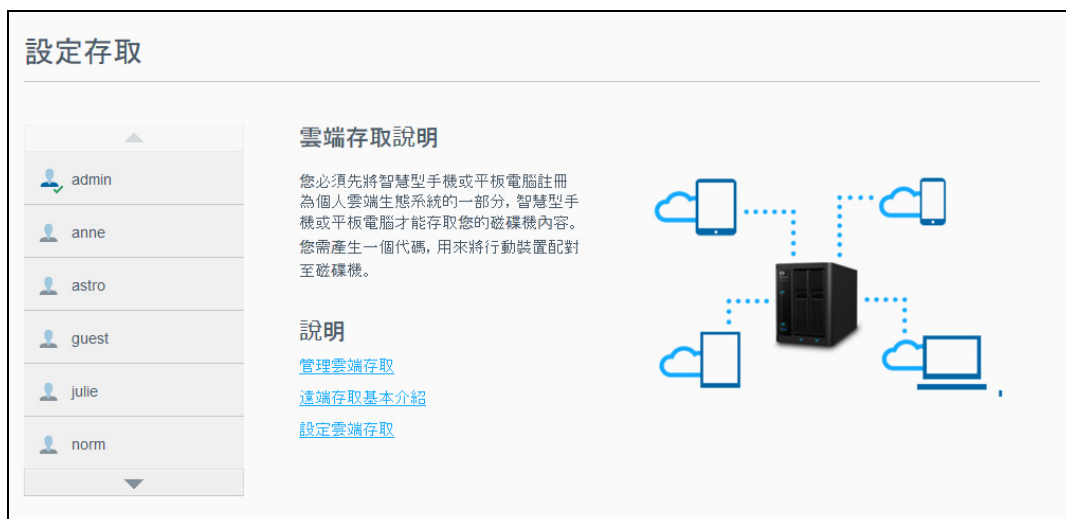 設定存取
admin
anne
astro
guest
julie
norm
雲端存取說明
您必須先將智慧型手機或平板電腦註冊
為個人雲端生態系統的一部分，智慧型手
機或平板電腦才能存取您的磁碟機內容。
您需產生一個代碼，用來將行動裝置配對
至磁碟機。
說明
管理雲端存取
遠端存取基本介紹
設定雲端存取